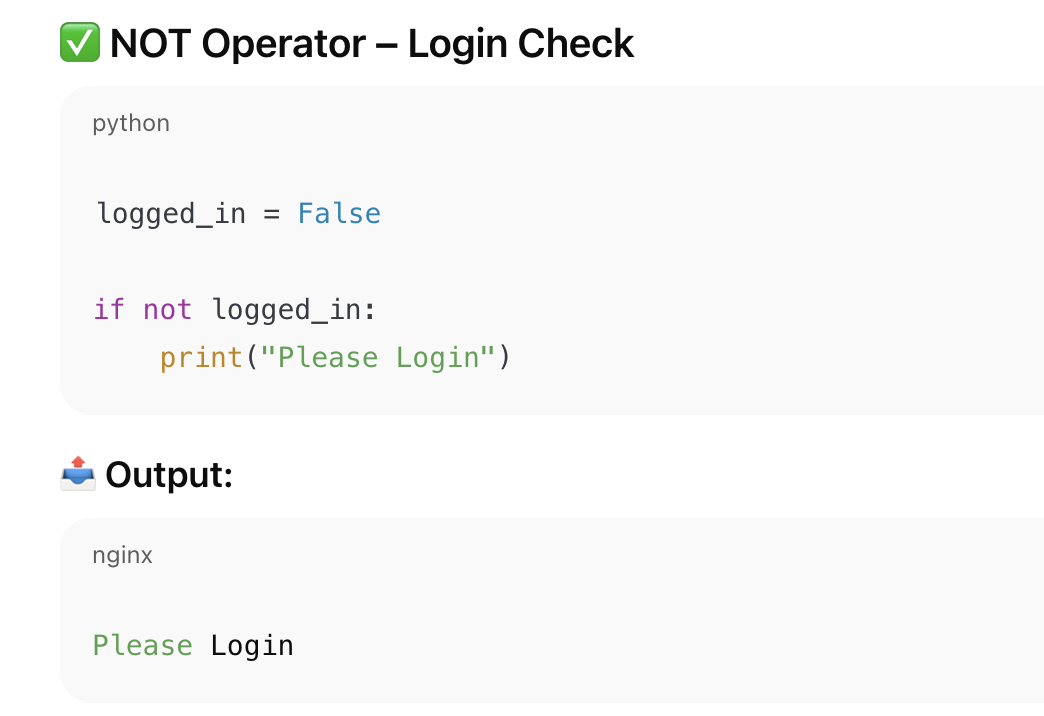 ✅ NOT Operator – Login Check
python
logged_in = False
if not logged_in:
    print("Please Login")
📤 Output:
nginx
Please Login